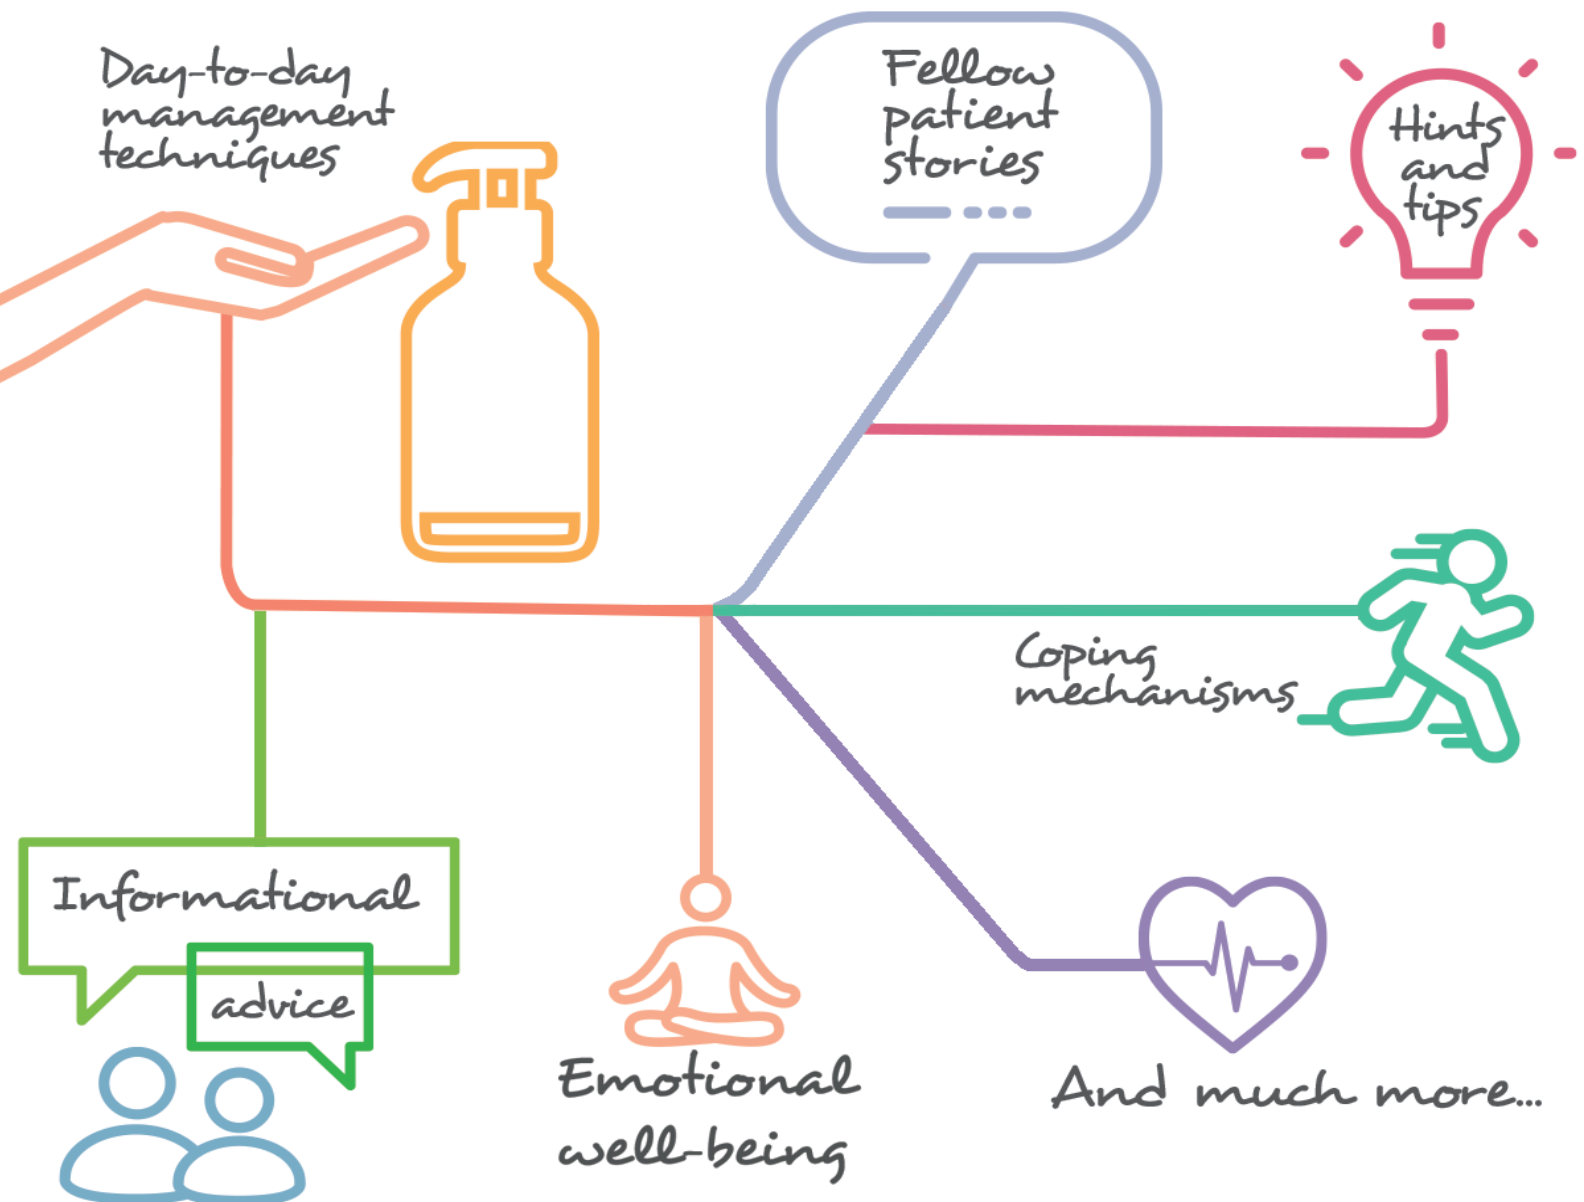 Day-to-day
management
techniques
Fellow
patient
stories
Hints
and
tips
Coping
mechanisms
Informational
advice
Emotional
well-being
And much more...